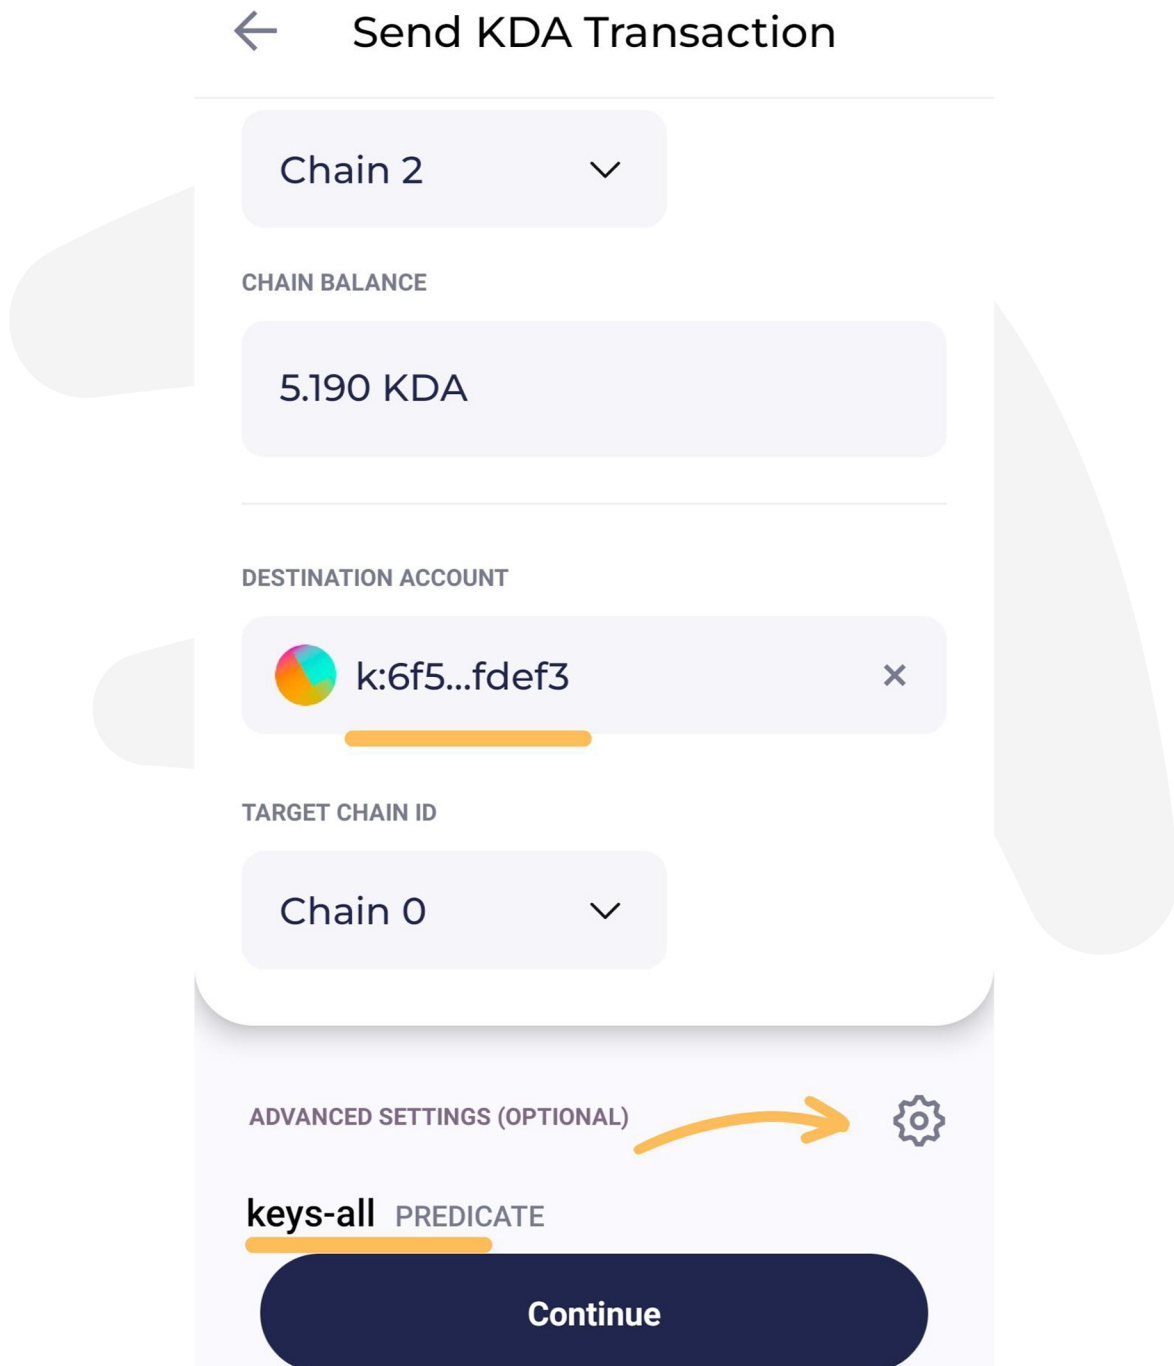 Send KDA Transaction
Chain 2
CHAIN BALANCE
5.190 KDA
DESTINATION ACCOUNT
k:6f5...fdef3
TARGET CHAIN ID
Chain 0
ADVANCED SETTINGS (OPTIONAL)
keys-all PREDICATE
Continue